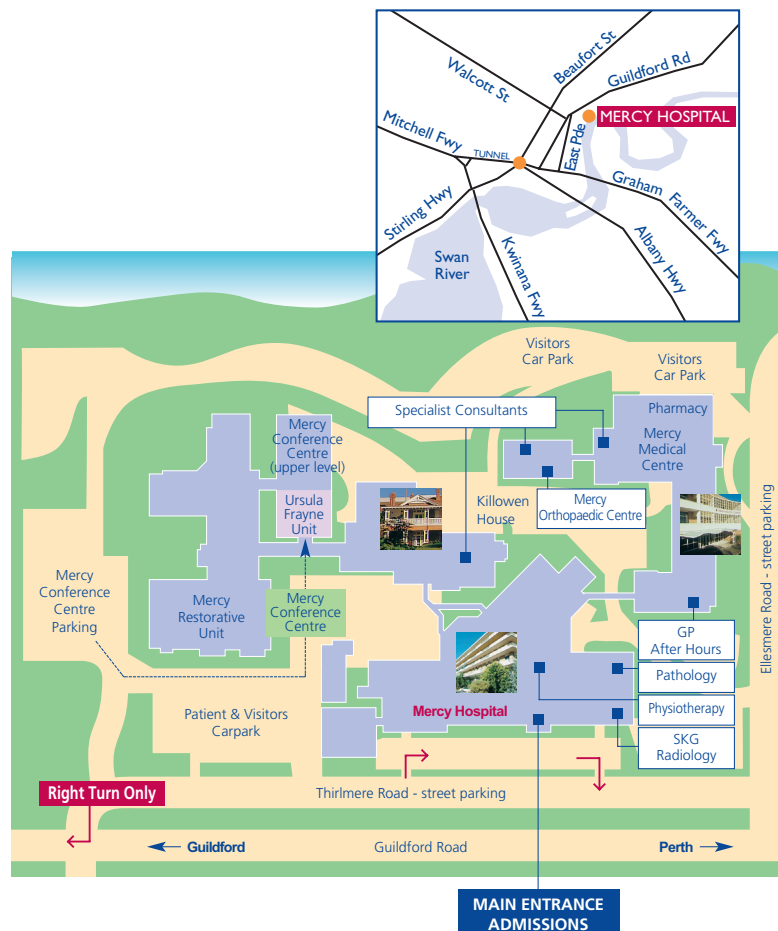 Beaufort St
Walcott St
Guildford Rd
MERCY HOSPITAL
Mitchell Fwy
TUNNEL
East Pde
Graham Farmer Fwy
Stirling Hwy
Albany Hwy
Kwinana Fwy
Swan
River
Visitors
Car Park
Visitors
Car Park
Specialist Consultants
Pharmacy
Mercy
Conference
Centre
(upper level)
Mercy
Medical
Centre
Ursula
Frayne
Unit
Killowen
House
Mercy
Orthopaedic Centre
Ellesmere Road - street parking
Mercy
Conference
Centre
Parking
Mercy
Restorative
Unit
Mercy
Conference
Centre
GP
After Hours
Pathology
Physiotherapy
SKG
Radiology
Patient & Visitors
Carpark
Mercy Hospital
Right Turn Only
Thirlmere Road - street parking
Guildford
Guildford Road
Perth
MAIN ENTRANCE
ADMISSIONS